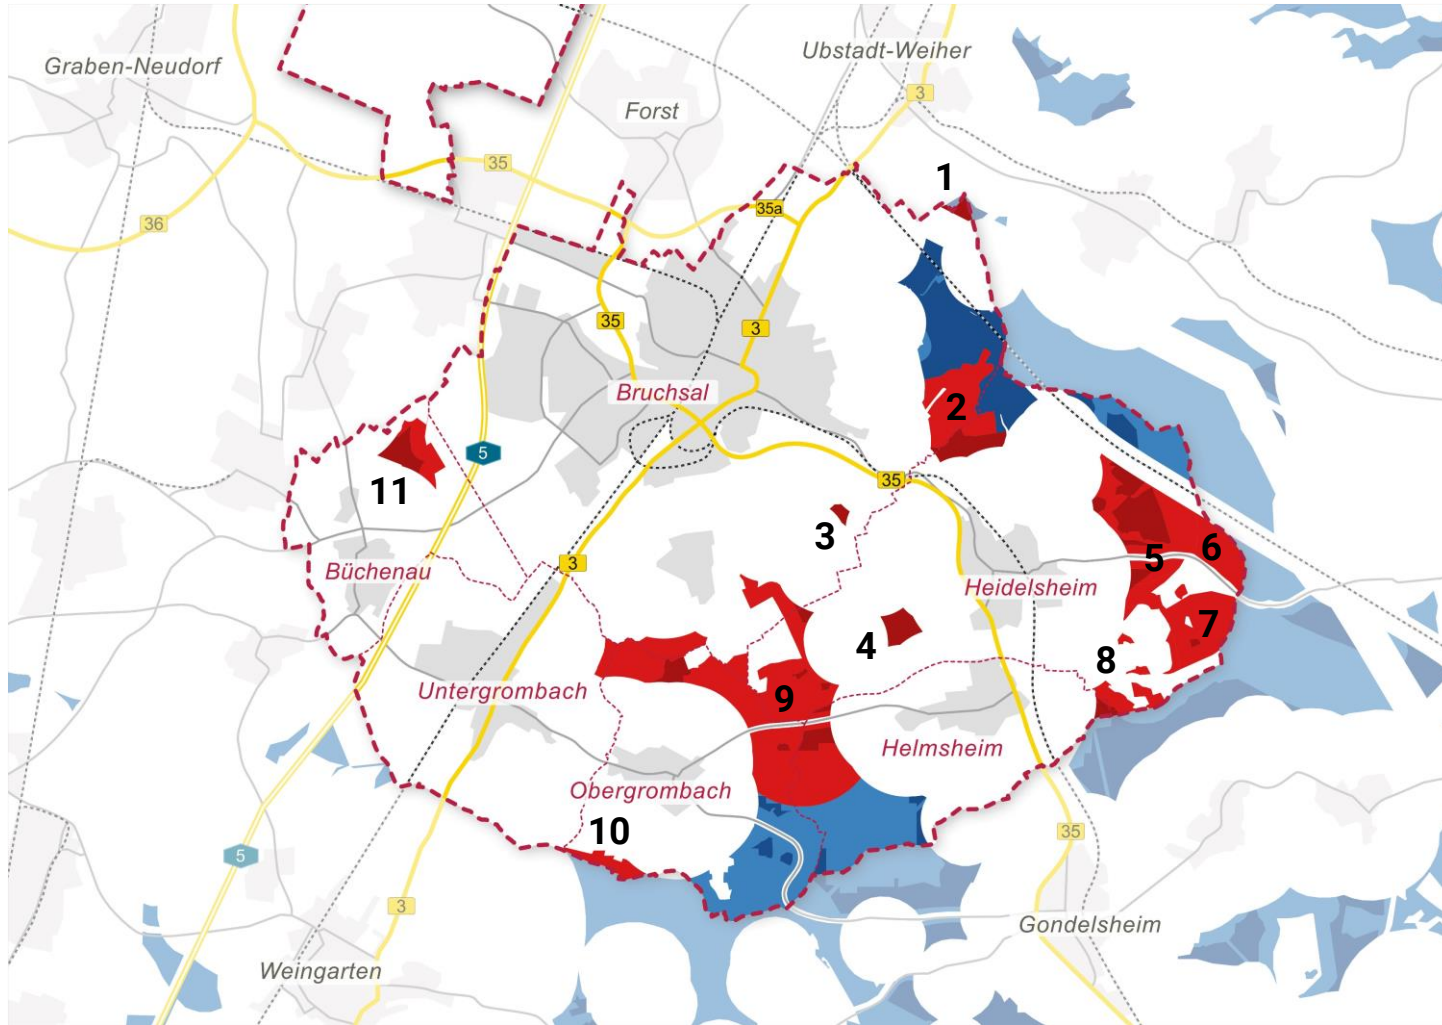 Ubstadt-Weiher
Graben-Neudorf
3
Forst
35
1
35a
36
35
3
Bruchsal
2
5
35
11
3
6
5
3
Büchenau
Heidelsheim
7
4
8
Untergrombach
9
Helmsheim
Obergrombach
10
35
5
3
Gondelsheim
Weingarten